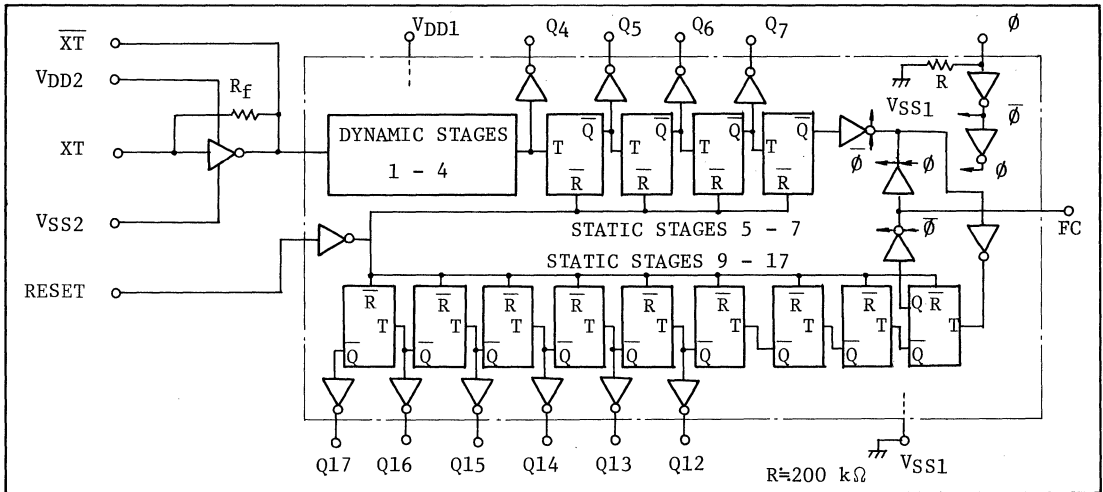 X̅T̅
VDD2
Rf
XT
VSS2
RESET
VDD1
Q4
Q5
Q6
Q7
Ø
R
VSS1
Ø̅
Ø
DYNAMIC STAGES
1 - 4
T
Q̅
R̅
T
Q̅
R̅
T
Q̅
R̅
T
Q̅
R̅
Ø̅
Ø
Ø̅
FC
STATIC STAGES 5 - 7
STATIC STAGES 9 - 17
R̅
T
Q̅
R̅
T
Q̅
R̅
T
Q̅
R̅
T
Q̅
R̅
T
Q̅
R̅
T
Q̅
R̅
T
Q̅
R̅
T
Q̅
Q
R̅
T
Q̅
Q17
Q16
Q15
Q14
Q13
Q12
VSS1
R≒200 kΩ